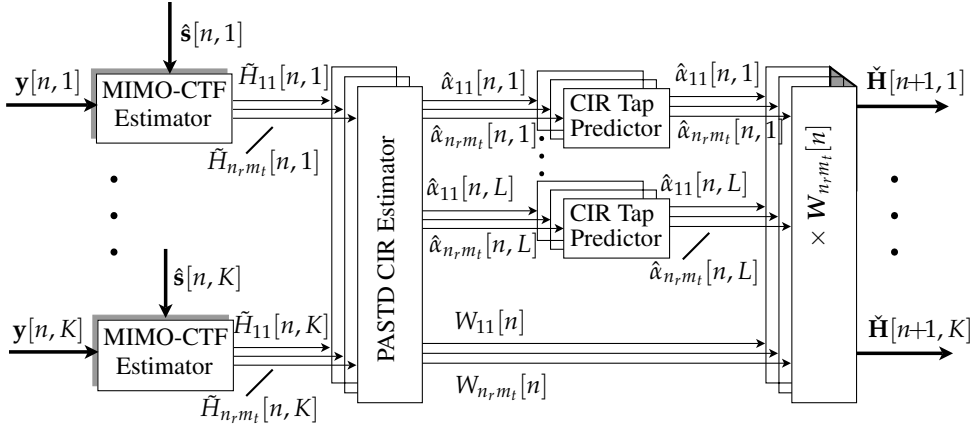 ŝ[n, 1]
y[n, 1]
MIMO-CTF
Estimator
H̃₁₁[n, 1]
H̃ₙᵣₘₜ[n, 1]
ŝ[n, K]
y[n, K]
MIMO-CTF
Estimator
H̃₁₁[n, K]
H̃ₙᵣₘₜ[n, K]
PASTD CIR Estimator
α̂₁₁[n, 1]
α̂ₙᵣₘₜ[n, 1]
CIR Tap
Predictor
α̂₁₁[n, 1]
α̂ₙᵣₘₜ[n, 1]
α̂₁₁[n, L]
α̂ₙᵣₘₜ[n, L]
CIR Tap
Predictor
α̂₁₁[n, L]
α̂ₙᵣₘₜ[n, L]
W₁₁[n]
Wₙᵣₘₜ[n]
× Wₙᵣₘₜ[n]
Ȟ[n+1, 1]
Ȟ[n+1, K]